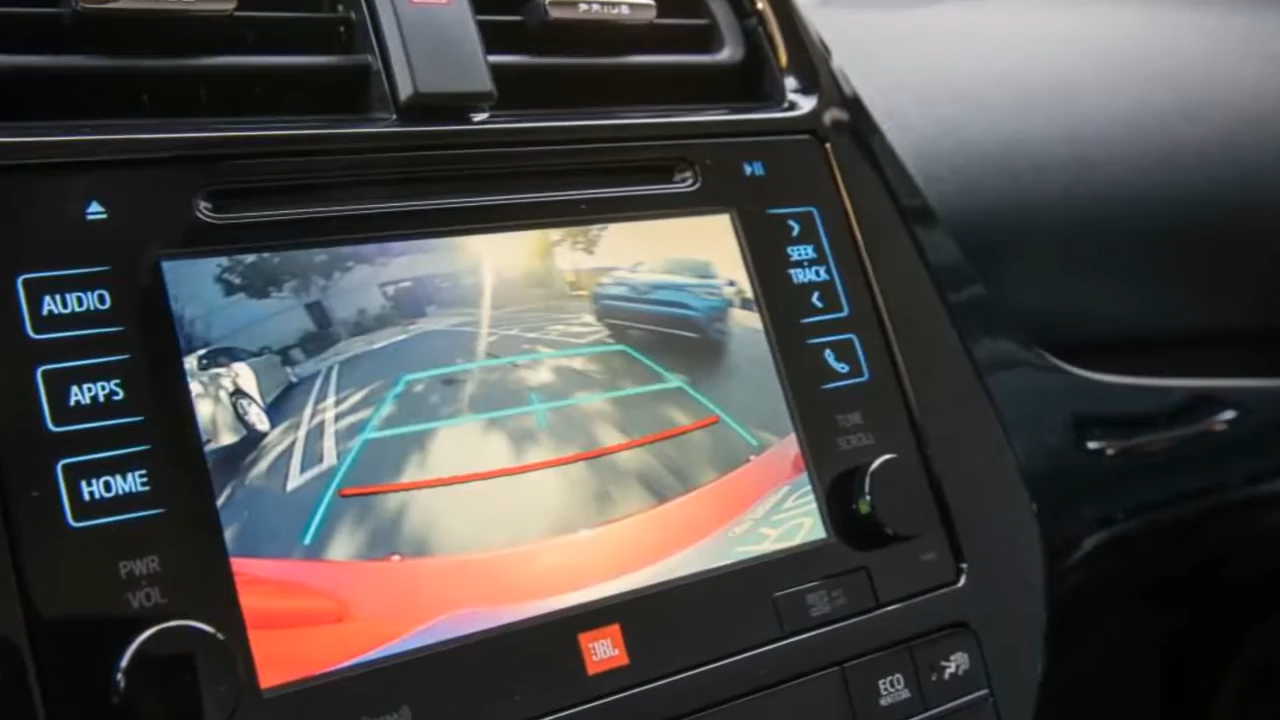 PRIUS
AUDIO
APPS
HOME
PWR
VOL
SEEK
TRACK
TUNE
SCROLL
JBL
ECO